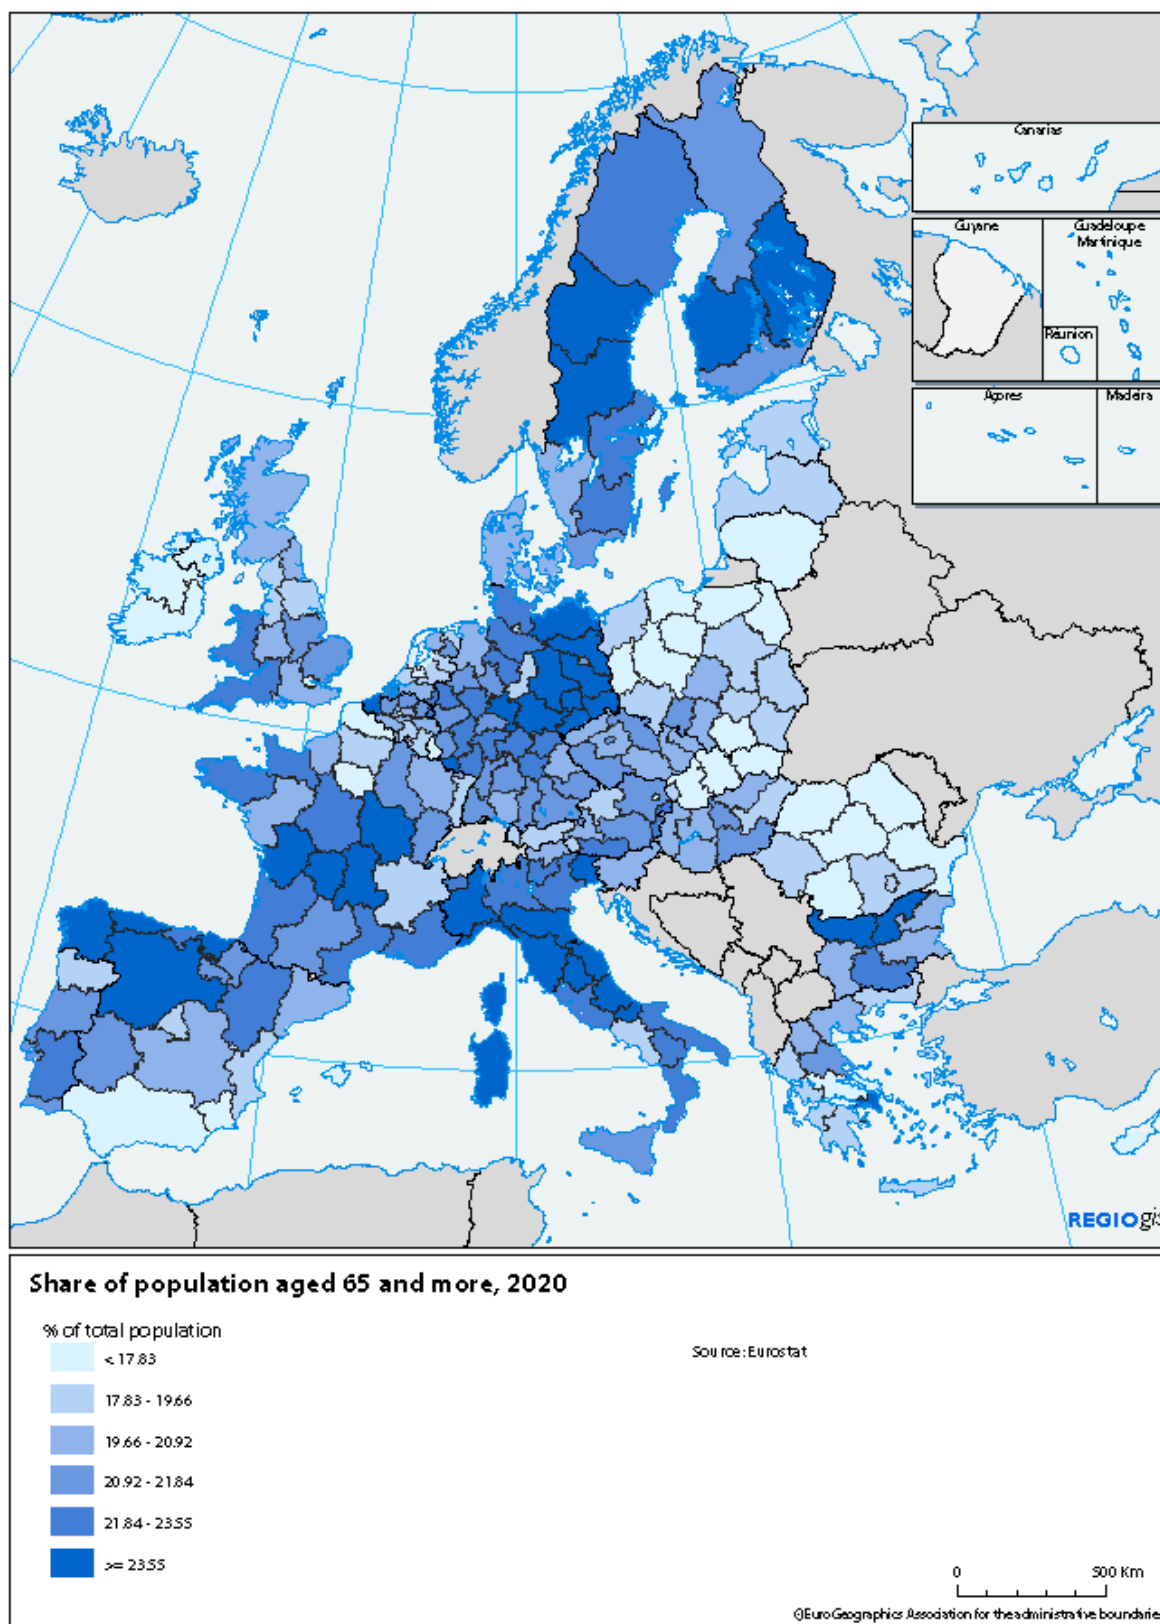 Canarias
Guyane
Guadeloupe
Martinique
Réunion
Açores
Madeira
REGIOgis
Share of population aged 65 and more, 2020
% of total population
< 17.83
17.83 - 19.66
19.66 - 20.92
20.92 - 21.84
21.84 - 23.55
>= 23.55
Source: Eurostat
0 500 Km
©EuroGeographics Association for the administrative boundarie